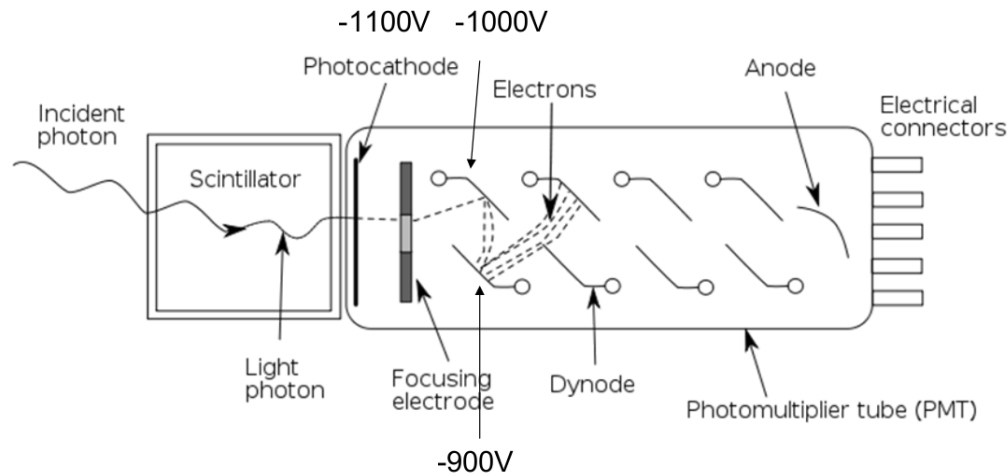 -1100V
-1000V
Photocathode
Electrons
Anode
Incident
photon
Electrical
connectors
Scintillator
Light
photon
Focusing
electrode
Dynode
Photomultiplier tube (PMT)
-900V